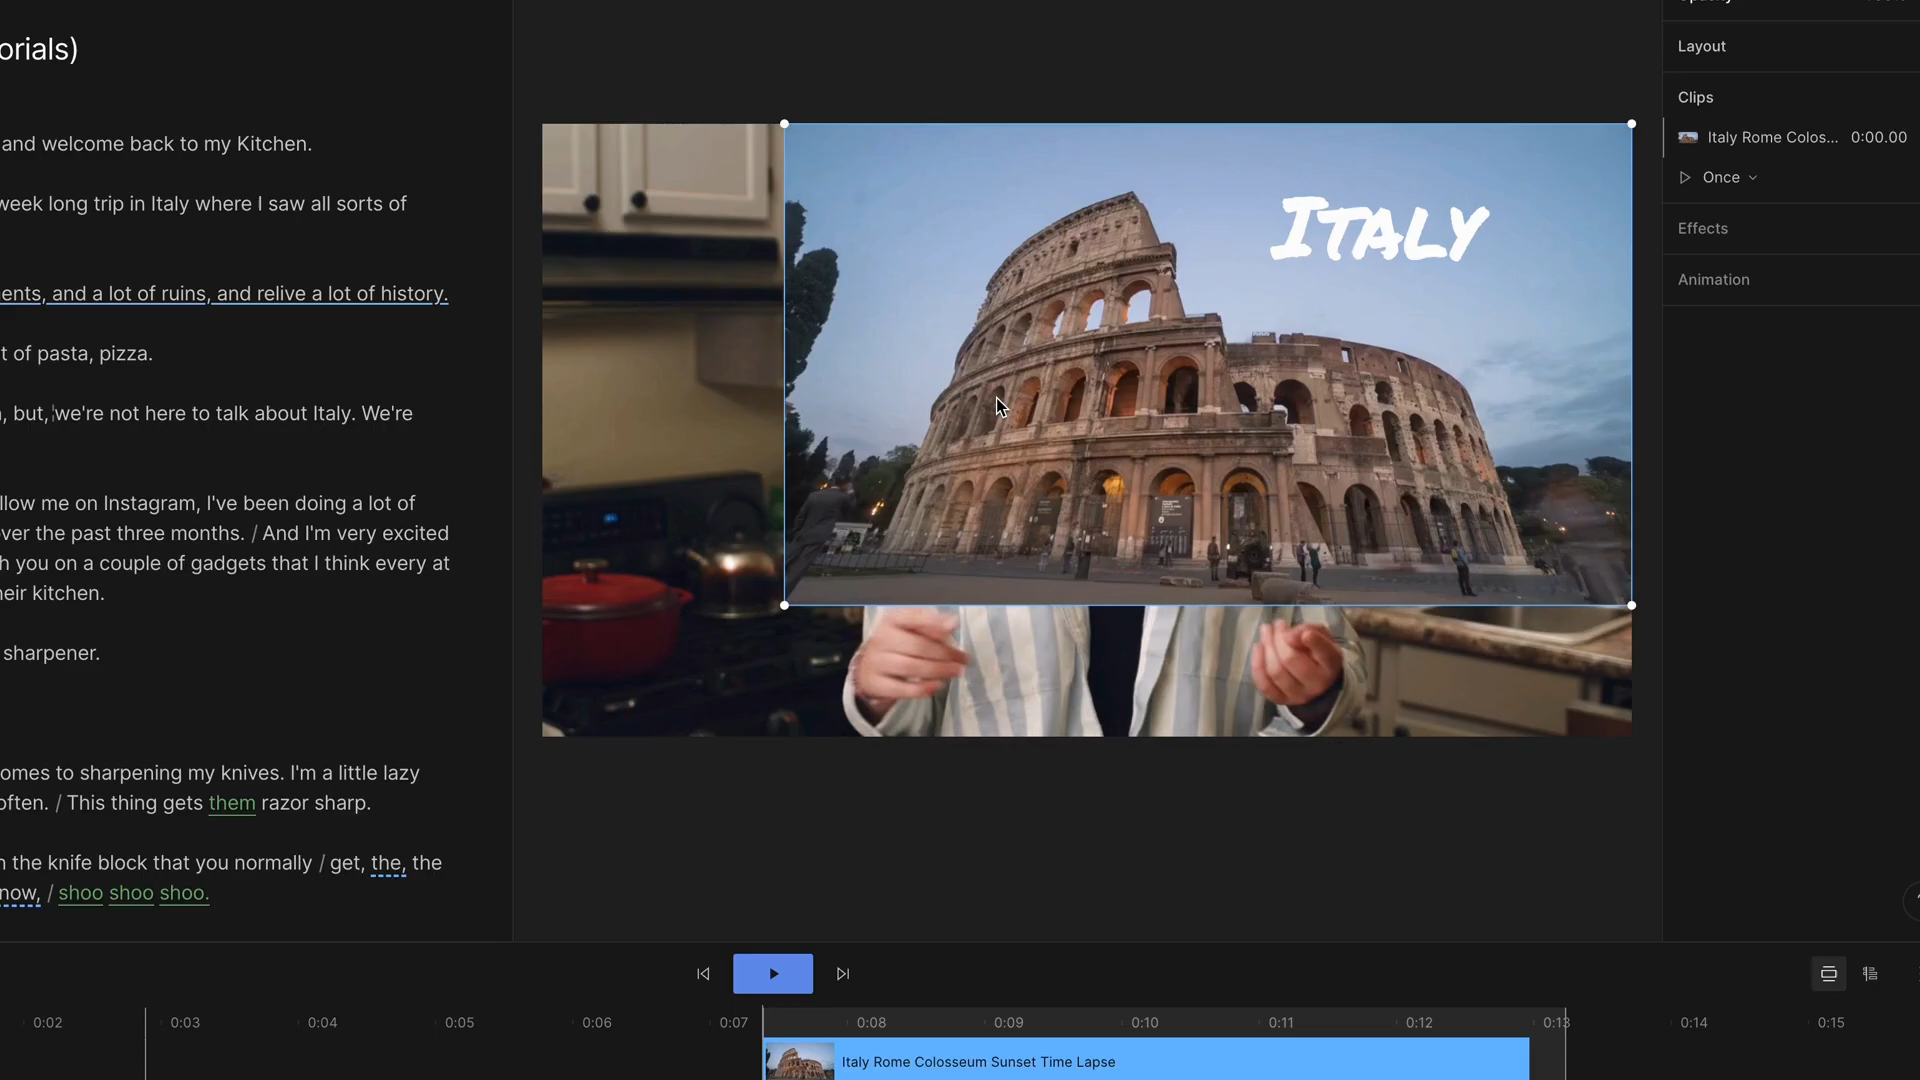 orials)
and welcome back to my Kitchen.
week long trip in Italy where I saw all sorts of
ents, and a lot of ruins, and relive a lot of history.
t of pasta, pizza.
, but, we're not here to talk about Italy. We're
llow me on Instagram, I've been doing a lot of
over the past three months. / And I'm very excited
h you on a couple of gadgets that I think every at
heir kitchen.
sharpener.
omes to sharpening my knives. I'm a little lazy
often. / This thing gets them razor sharp.
n the knife block that you normally / get, the, the
now, / shoo shoo shoo.
ITALY
Layout
Clips
Italy Rome Colos... 0:00.00
Once
Effects
Animation
0:02 0:03 0:04 0:05 0:06 0:07 0:08 0:09 0:10 0:11 0:12 0:13 0:14 0:15
Italy Rome Colosseum Sunset Time Lapse